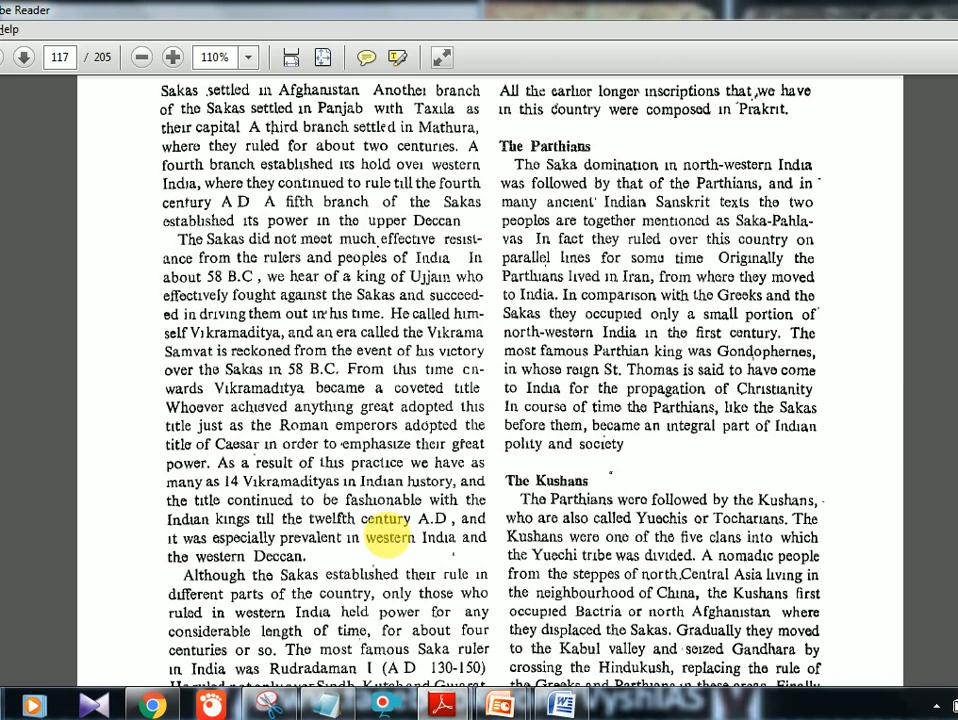 be Reader
Help
117 / 205 110%
Sakas settled in Afghanistan Another branch
of the Sakas settled in Panjab with Taxila as
their capital A third branch settled in Mathura,
where they ruled for about two centuries. A
fourth branch established its hold over western
India, where they continued to rule till the fourth
century A D A fifth branch of the Sakas
established its power in the upper Deccan
The Sakas did not meet much effective resist-
ance from the rulers and peoples of India In
about 58 B.C , we hear of a king of Ujjain who
effectively fought against the Sakas and succeed-
ed in driving them out in his time. He called him-
self Vikramaditya, and an era called the Vikrama
Samvat is reckoned from the event of his victory
over the Sakas in 58 B.C. From this time on-
wards Vikramaditya became a coveted title
Whoever achieved anything great adopted this
title just as the Roman emperors adopted the
title of Caesar in order to emphasize their great
power. As a result of this practice we have as
many as 14 Vikramadityas in Indian history, and
the title continued to be fashionable with the
Indian kings till the twelfth century A.D , and
it was especially prevalent in western India and
the western Deccan.
Although the Sakas established their rule in
different parts of the country, only those who
ruled in western India held power for any
considerable length of time, for about four
centuries or so. The most famous Saka ruler
in India was Rudradaman I (A D 130-150)
He ruled not only over Sindh, Kutch and Gujarat
All the earlier longer inscriptions that we have
in this country were composed in Prakrit.
The Parthians
The Saka domination in north-western India
was followed by that of the Parthians, and in
many ancient Indian Sanskrit texts the two
peoples are together mentioned as Saka-Pahla-
vas In fact they ruled over this country on
parallel lines for some time Originally the
Parthians lived in Iran, from where they moved
to India. In comparison with the Greeks and the
Sakas they occupied only a small portion of
north-western India in the first century. The
most famous Parthian king was Gondophernes,
in whose reign St. Thomas is said to have come
to India for the propagation of Christianity
In course of time the Parthians, like the Sakas
before them, became an integral part of Indian
polity and society
The Kushans
The Parthians were followed by the Kushans,
who are also called Yuechis or Tocharians. The
Kushans were one of the five clans into which
the Yuechi tribe was divided. A nomadic people
from the steppes of north Central Asia living in
the neighbourhood of China, the Kushans first
occupied Bactria or north Afghanistan where
they displaced the Sakas. Gradually they moved
to the Kabul valley and seized Gandhara by
crossing the Hindukush, replacing the rule of
the Greeks and Parthians in these areas. Finally